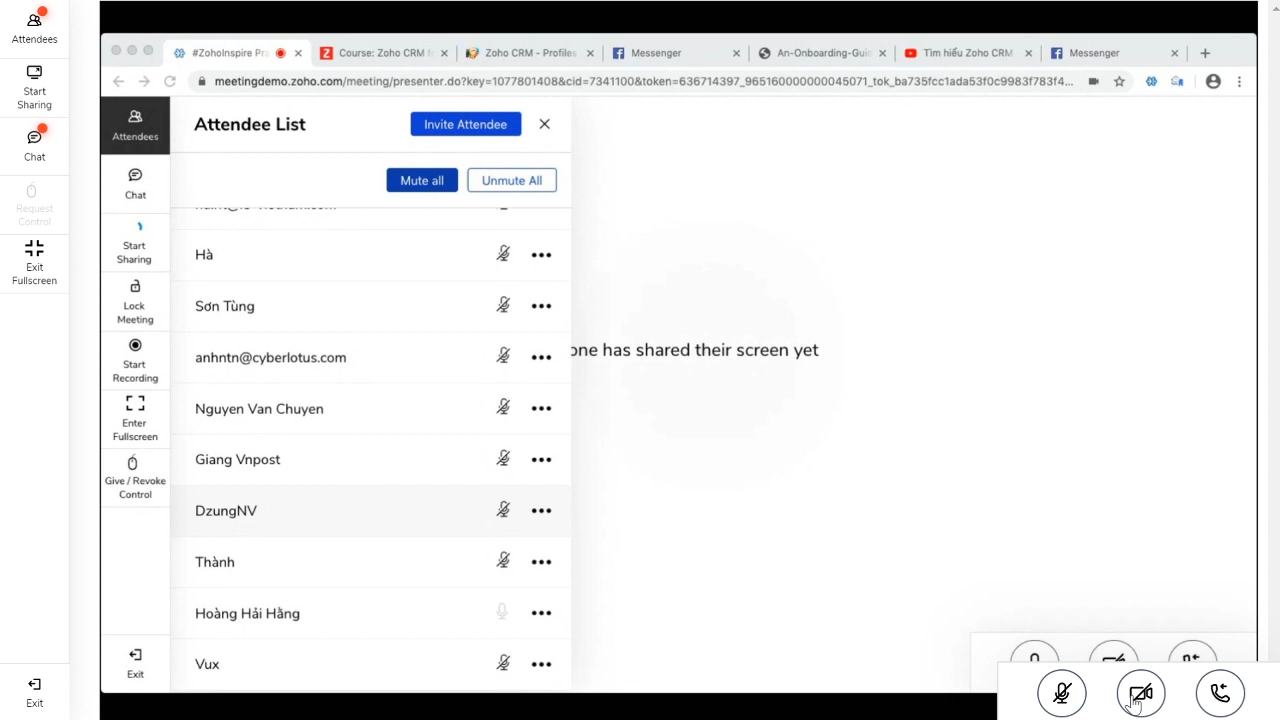 Attendees
Start
Sharing
Chat
Request
Control
Exit
Fullscreen
Exit
#ZohoInspire Pr
Course: Zoho CRM
Zoho CRM - Profiles
Messenger
An-Onboarding-Gui
Tìm hiểu Zoho CRM
Messenger
meetingdemo.zoho.com/meeting/presenter.do?key=1077801408&cid=7341100&token=636714397_965160000000045071_tok_ba735fcc1ada53f0c9983f783f4...
Attendees
Chat
Start
Sharing
Lock
Meeting
Start
Recording
Enter
Fullscreen
Give / Revoke
Control
Exit
Attendee List
Invite Attendee
Mute all
Unmute All
Hà
Sơn Tùng
anhntn@cyberlotus.com
Nguyen Van Chuyen
Giang Vnpost
DzungNV
Thành
Hoàng Hải Hằng
Vux
one has shared their screen yet